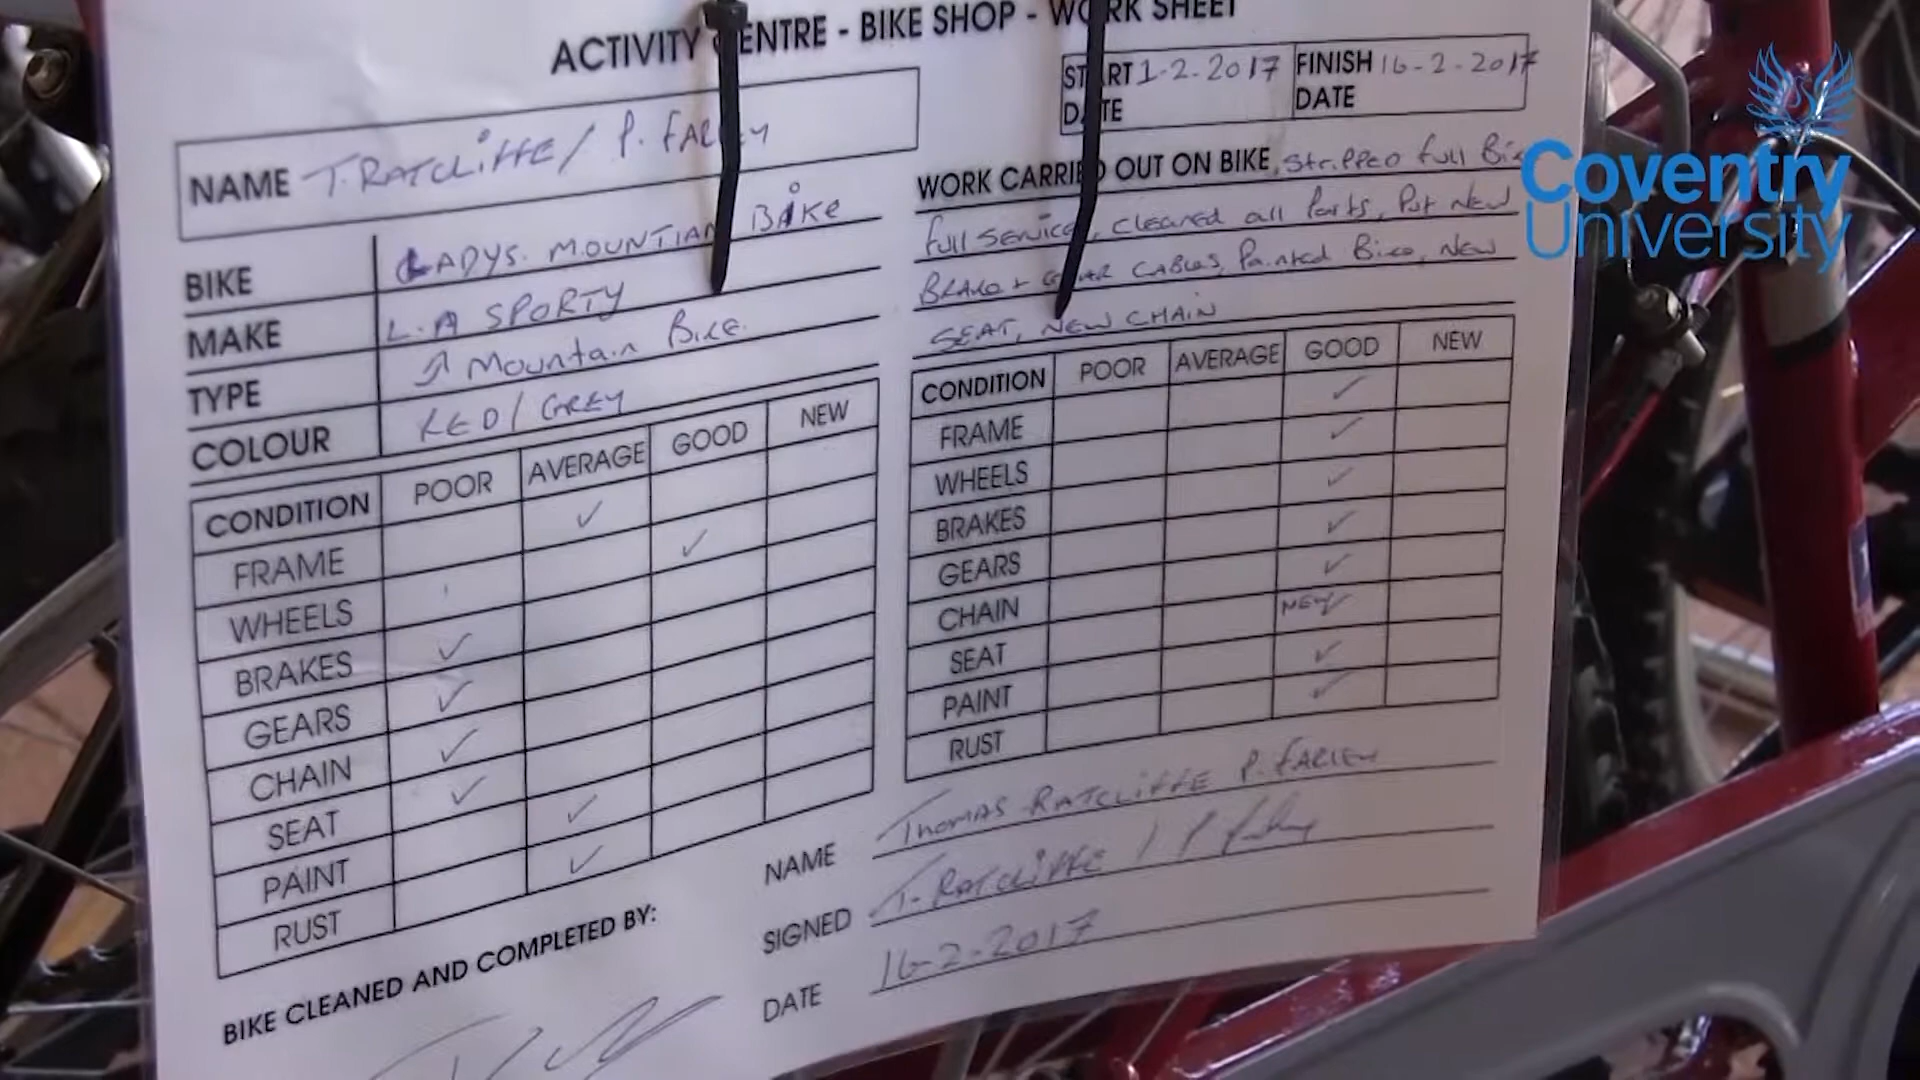 ACTIVITY CENTRE - BIKE SHOP - WORK SHEET
NAME T. RATCLIFFE / P. FARLEY
START DATE 1-2-2017 FINISH DATE 16-2-2017
BIKE LADYS. MOUNTIAN BIKE
MAKE L.A SPORTY
TYPE Mountain Bike.
COLOUR RED / GREY
WORK CARRIED OUT ON BIKE, Stripped full Bike
full service, cleaned all Parts, Put New
BRAKE + GEAR CABLES, Painted Bike, New
SEAT, NEW CHAIN
CONDITION POOR AVERAGE GOOD NEW
FRAME ✓
WHEELS ✓
BRAKES ✓
GEARS ✓
CHAIN ✓
SEAT ✓
PAINT ✓
RUST ✓
CONDITION POOR AVERAGE GOOD NEW
FRAME ✓
WHEELS ✓
BRAKES ✓
GEARS ✓
CHAIN ✓
SEAT NEW ✓
PAINT ✓
RUST ✓
BIKE CLEANED AND COMPLETED BY:
NAME THOMAS RATCLIFFE P. FARLEY
SIGNED T. RATCLIFFE / P Farley
DATE 16-2-2017
Coventry
University